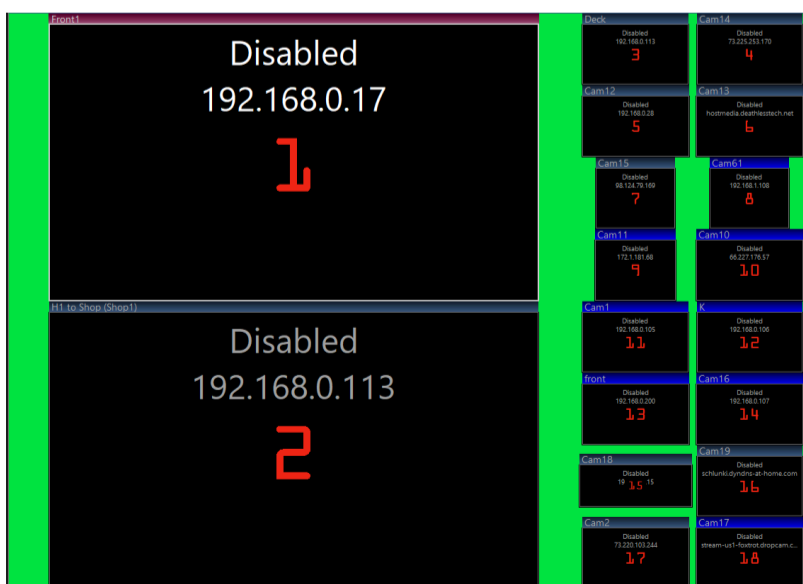 Front1
Disabled
192.168.0.17
1
H1 to Shop (Shop1)
Disabled
192.168.0.113
2
Deck
Disabled
192.168.0.113
3
Cam14
Disabled
73.225.253.170
4
Cam12
Disabled
192.168.0.28
5
Cam13
Disabled
hostmedia.deathlesstech.net
6
Cam15
Disabled
98.124.79.169
7
Cam61
Disabled
192.168.1.108
8
Cam11
Disabled
172.1.181.68
9
Cam10
Disabled
66.227.176.57
10
Cam1
Disabled
192.168.0.105
11
K
Disabled
192.168.0.106
12
front
Disabled
192.168.0.200
13
Cam16
Disabled
192.168.0.107
14
Cam18
Disabled
19 15 .15
Cam19
Disabled
schlunki.dyndns-at-home.com
16
Cam2
Disabled
73.220.103.244
17
Cam17
Disabled
stream-us1-foxtrot.dropcam.c...
18